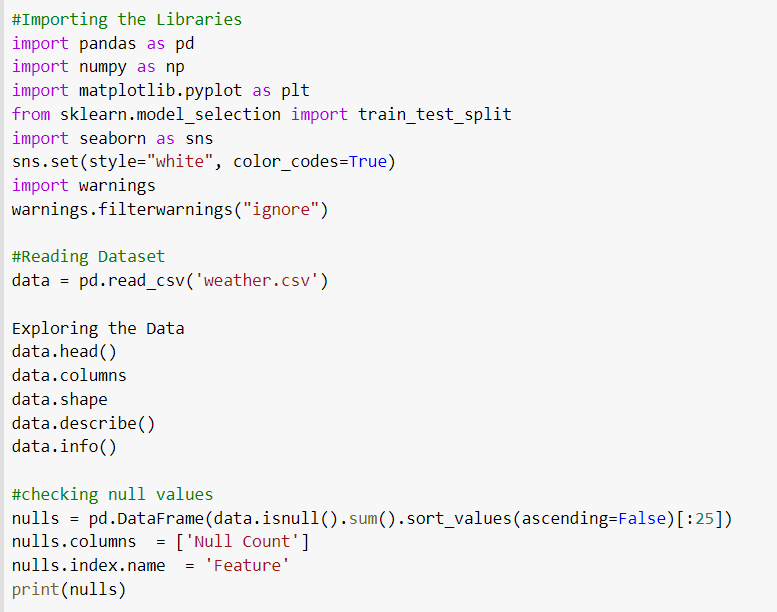 #Importing the Libraries
import pandas as pd
import numpy as np
import matplotlib.pyplot as plt
from sklearn.model_selection import train_test_split
import seaborn as sns
sns.set(style="white", color_codes=True)
import warnings
warnings.filterwarnings("ignore")

#Reading Dataset
data = pd.read_csv('weather.csv')

Exploring the Data
data.head()
data.columns
data.shape
data.describe()
data.info()

#checking null values
nulls = pd.DataFrame(data.isnull().sum().sort_values(ascending=False)[:25])
nulls.columns  = ['Null Count']
nulls.index.name  = 'Feature'
print(nulls)